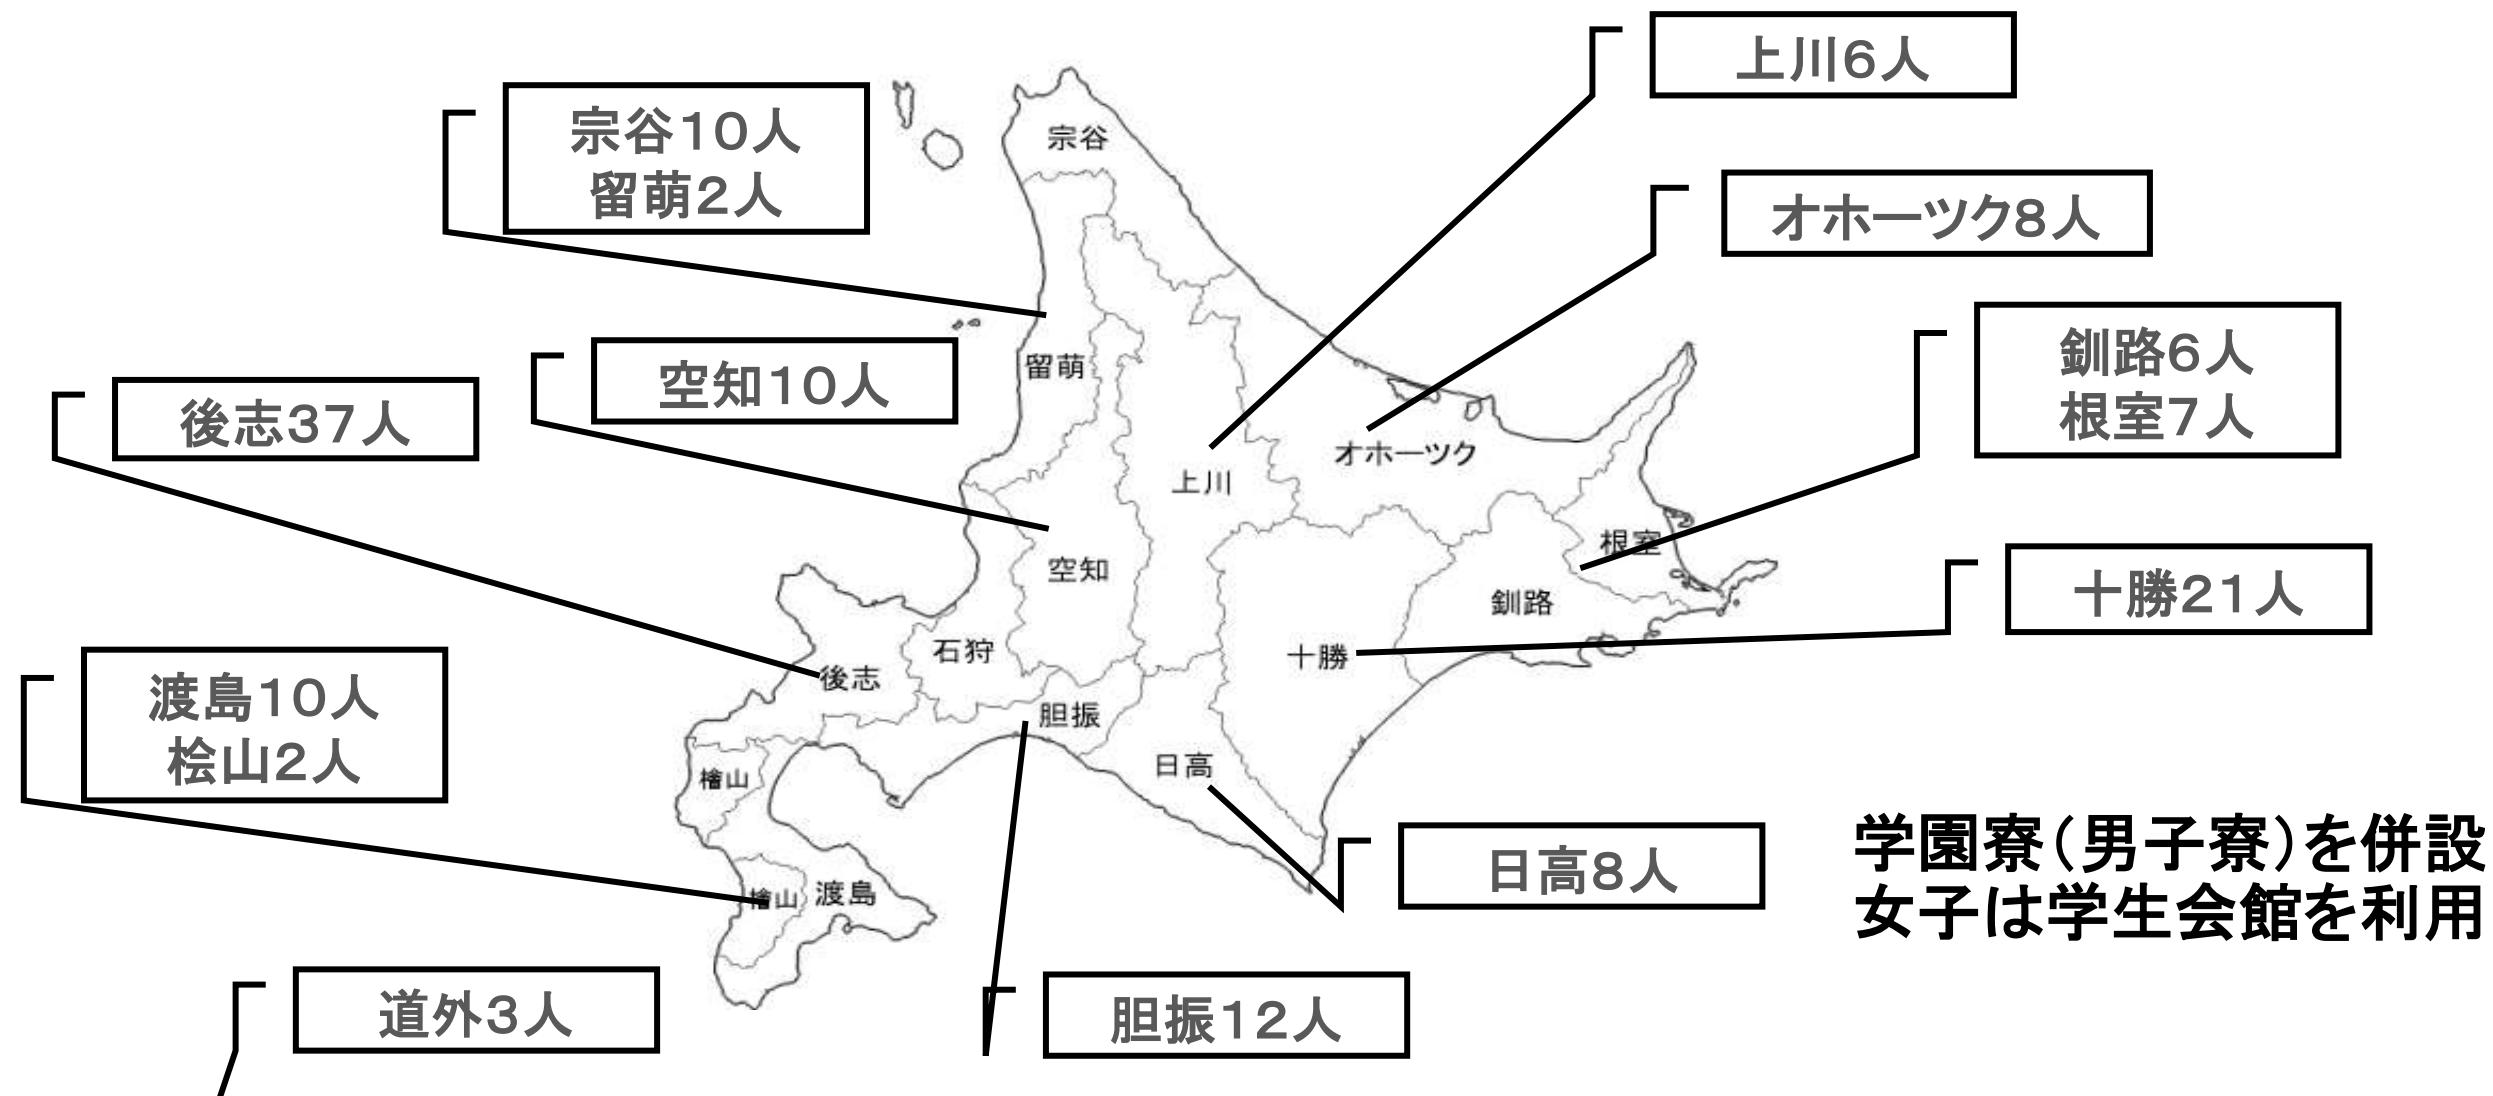 上川6人
宗谷10人
留萌2人
宗谷
オホーツク8人
釧路6人
根室7人
空知10人
留萌
後志37人
オホーツク
上川
根室
空知
十勝21人
釧路
石狩
十勝
後志
渡島10人
桧山2人
胆振
日高
檜山
学園寮(男子寮)を併設
女子は学生会館を利用
日高8人
檜山
渡島
道外3人
胆振12人